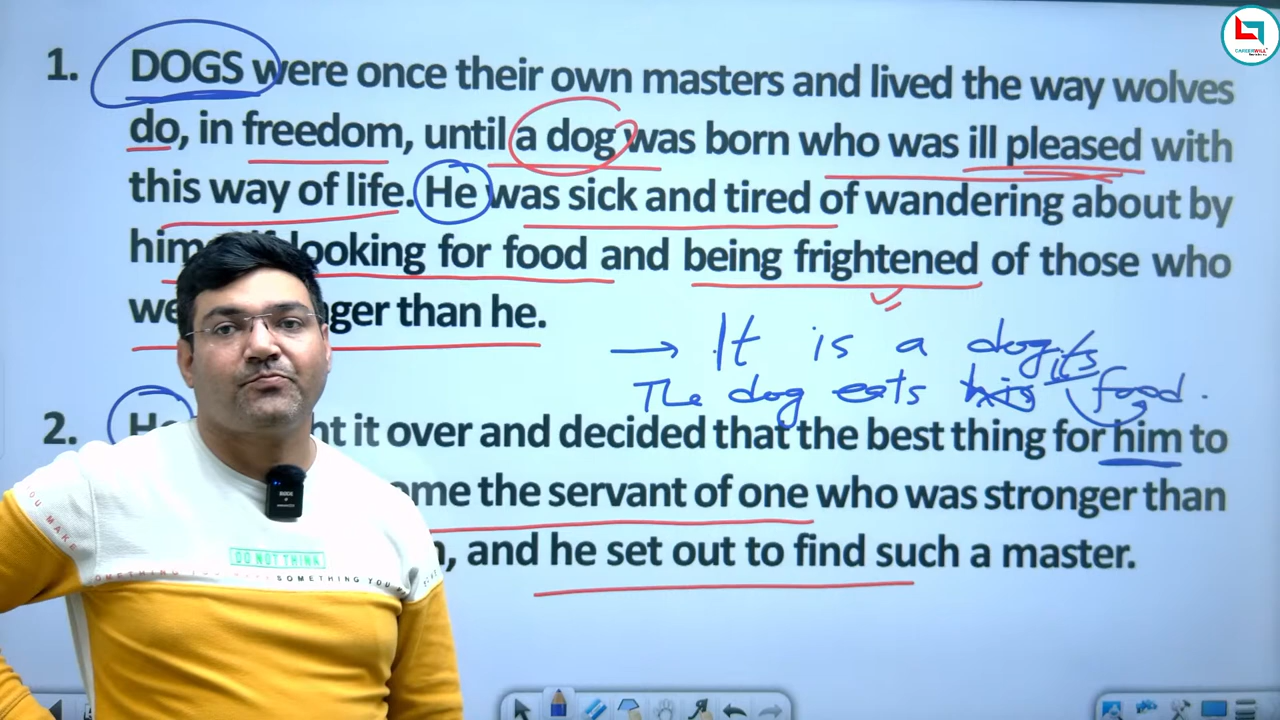 CAREERWILL
1. DOGS were once their own masters and lived the way wolves
do, in freedom, until a dog was born who was ill pleased with
this way of life. He was sick and tired of wandering about by
looking for food and being frightened of those who
than he.
→ It is a dog
its
The dog eats his food.
2. it over and decided that the best thing for him to
the servant of one who was stronger than
and he set out to find such a master.
YOU MAKE
DO NOT THINK
SOMETHING YOU